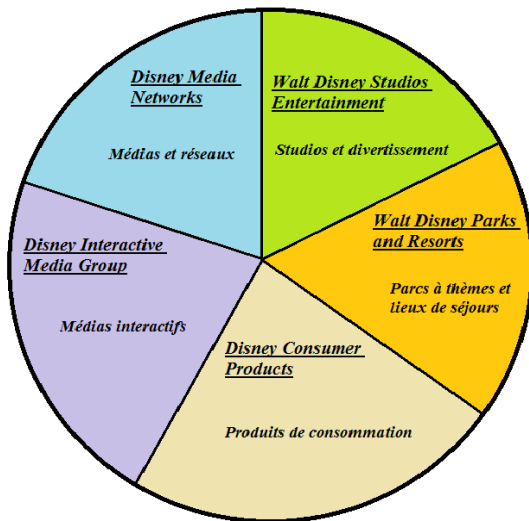 Disney Media
Networks
Médias et réseaux
Walt Disney Studios
Entertainment
Studios et divertissement
Walt Disney Parks
and Resorts
Parcs à thèmes et
lieux de séjours
Disney Interactive
Media Group
Médias interactifs
Disney Consumer
Products
Produits de consommation